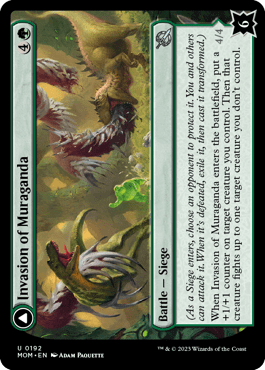 Invasion of Muraganda
4
Battle — Siege
(As a Siege enters, choose an opponent to protect it. You and others
can attack it. When it's defeated, exile it, then cast it transformed.)
When Invasion of Muraganda enters the battlefield, put a
+1/+1 counter on target creature you control. Then that
creature fights up to one target creature you don't control.
4/4
6
U 0192
MOM • EN Adam Paquette
™ & © 2023 Wizards of the Coast